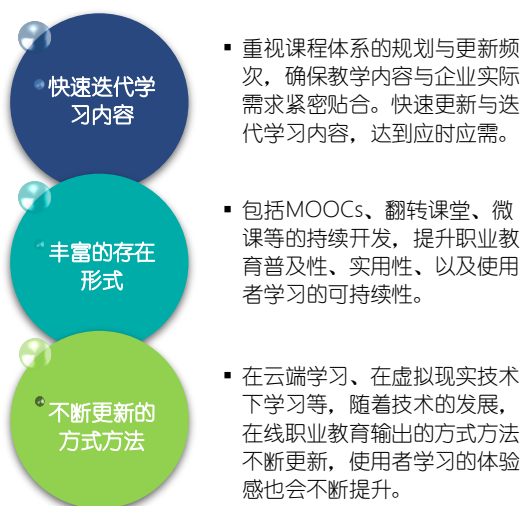 快速迭代学
习内容
▪ 重视课程体系的规划与更新频
次，确保教学内容与企业实际
需求紧密贴合。快速更新与迭
代学习内容，达到应时应需。
丰富的存在
形式
▪ 包括MOOCs、翻转课堂、微
课等的持续开发，提升职业教
育普及性、实用性、以及使用
者学习的可持续性。
不断更新的
方式方法
▪ 在云端学习、在虚拟现实技术
下学习等，随着技术的发展，
在线职业教育输出的方式方法
不断更新，使用者学习的体验
感也会不断提升。